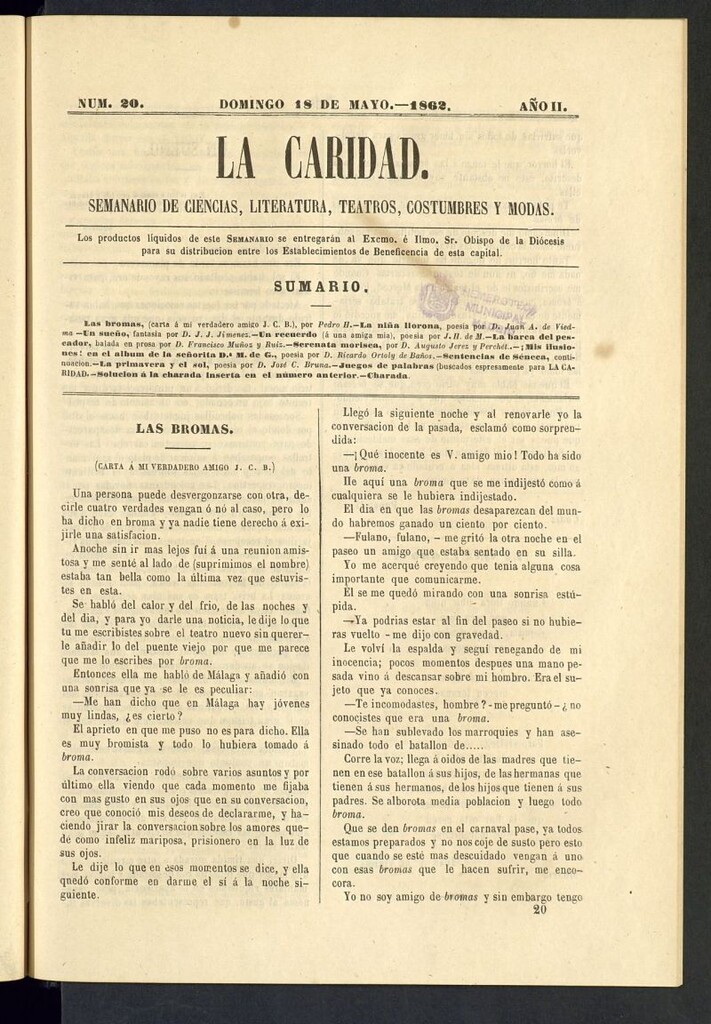 NUM. 20. DOMINGO 18 DE MAYO.—1862. AÑO II.
LA CARIDAD.
SEMANARIO DE CIENCIAS, LITERATURA, TEATROS, COSTUMBRES Y MODAS.
Los productos líquidos de este SEMANARIO se entregarán al Excmo. é Ilmo. Sr. Obispo de la Diócesis
para su distribucion entre los Establecimientos de Beneficencia de esta capital.
SUMARIO.
HEMEROTECA
MUNICIPAL
Las bromas, (carta á mi verdadero amigo J. C. B.), por Pedro H.—La niña llorona, poesía por D. Juan A. de Vied-
ma —Un sueño, fantasia por D. J. J. Jimenez.—Un recuerdo (á una amiga mia), poesía por J. H. de M.—La barca del pes-
cador, balada en prosa por D. Francisco Muñoz y Ruiz.—Serenata morisca, por D. Augusto Jerez y Perchet.—¡Mis ilusio-
nes! en el album de la señorita D.ª M. de G., poesía por D. Ricardo Ortoly de Baños.—Sentencias de Séneca, conti-
nuacion.—La primavera y el sol, poesía por D. José C. Bruna.—Juegos de palabras (buscados espresamente para LA CA-
RIDAD.—Solucion á la charada inserta en el número anterior.—Charada.
LAS BROMAS.
(CARTA Á MI VERDADERO AMIGO J. C. B.)
Una persona puede desvergonzarse con otra, de-
cirle cuatro verdades vengan ó nó al caso, pero lo
ha dicho en broma y ya nadie tiene derecho á exi-
jirle una satisfacion.
Anoche sin ir mas lejos fuí á una reunion amis-
tosa y me senté al lado de (suprimimos el nombre)
estaba tan bella como la última vez que estuvis-
tes en esta.
Se habló del calor y del frio, de las noches y
del dia, y para yo darle una noticia, le dije lo que
tu me escribistes sobre el teatro nuevo sin querer-
le añadir lo del puente viejo por que me parece
que me lo escribes por broma.
Entonces ella me habló de Málaga y añadió con
una sonrisa que ya se le es peculiar:
—Me han dicho que en Málaga hay jóvenes
muy lindas, ¿es cierto?
El aprieto en que me puso no es para dicho. Ella
es muy bromista y todo lo hubiera tomado á
broma.
La conversacion rodó sobre varios asuntos y por
último ella viendo que cada momento me fijaba
con mas gusto en sus ojos que en su conversacion,
creo que conoció mis deseos de declararme, y ha-
ciendo jirar la conversacion sobre los amores que-
dé como infeliz mariposa, prisionero en la luz de
sus ojos.
Le dije lo que en esos momentos se dice, y ella
qnedó conforme en darme el sí á la noche si-
guiente.
Llegó la siguiente noche y al renovarle yo la
conversacion de la pasada, esclamó como sorpren-
dida:
—¡Qué inocente es V. amigo mio! Todo ha sido
una broma.
He aquí una broma que se me indijestó como á
cualquiera se le hubiera indijestado.
El dia en que las bromas desaparezcan del mun-
do habremos ganado un ciento por ciento.
—Fulano, fulano, – me gritó la otra noche en el
paseo un amigo que estaba sentado en su silla.
Yo me acerqué creyendo que tenia alguna cosa
importante que comunicarme.
El se me quedó mirando con una sonrisa estú-
pida.
—Ya podrias estar al fin del paseo si no hubie-
ras vuelto - me dijo con gravedad.
Le volví la espalda y seguí renegando de mi
inocencia; pocos momentos despues una mano pe-
sada vino á descansar sobre mi hombro. Era el su-
jeto que ya conoces.
—Te incomodastes, hombre? - me preguntó - ¿no
conocistes que era una broma.
—Se han sublevado los marroquies y han ase-
sinado todo el batallon de.....
Corre la voz; llega á oidos de las madres que tie-
nen en ese batallon á sus hijos, de las hermanas que
tienen á sus hermanos, de los hijos que tienen á sus
padres. Se alborota media poblacion y luego todo
broma.
Que se den bromas en el carnaval pase, ya todos
estamos preparados y no nos coje de susto pero esto
que cuando se esté mas descuidado vengan á uno
con esas bromas que le hacen sufrir, me enco-
cora.
Yo no soy amigo de bromas y sin embargo tengo
20